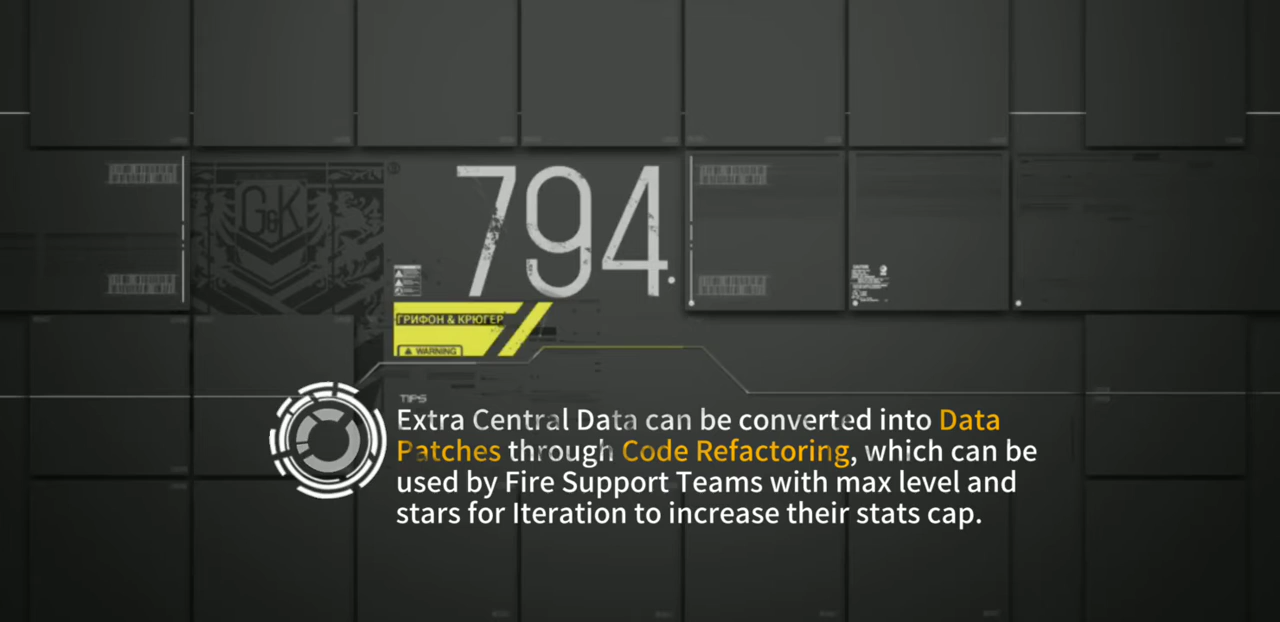 G&K
794.
ГРИФОН & КРЮГЕР
WARNING
TIPS
Extra Central Data can be converted into Data
Patches through Code Refactoring, which can be
used by Fire Support Teams with max level and
stars for Iteration to increase their stats cap.